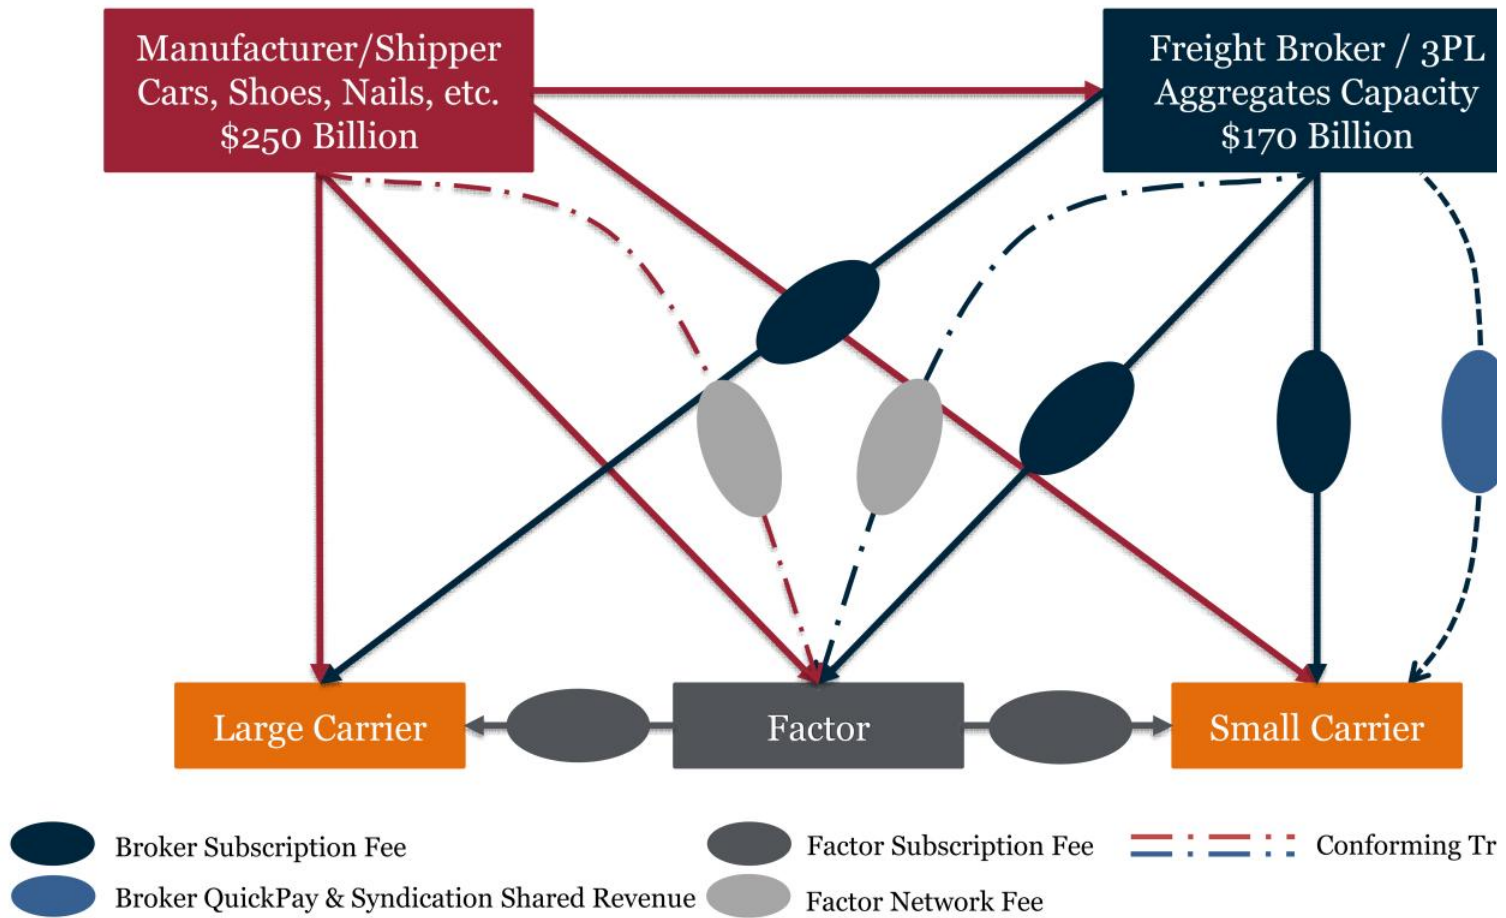 Manufacturer/Shipper
Cars, Shoes, Nails, etc.
$250 Billion
Freight Broker / 3PL
Aggregates Capacity
$170 Billion
Large Carrier
Factor
Small Carrier
Broker Subscription Fee
Factor Subscription Fee
Conforming
Broker QuickPay & Syndication Shared Revenue
Factor Network Fee